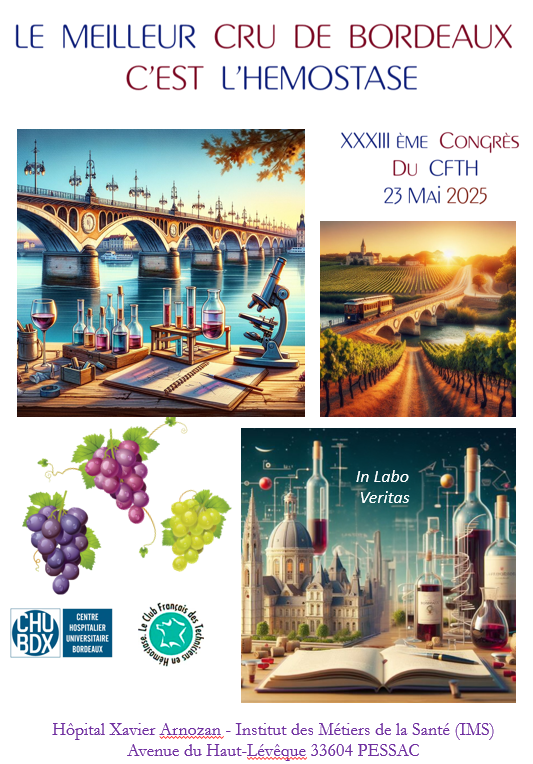 LE MEILLEUR CRU DE BORDEAUX
C'EST L'HEMOSTASE
XXXIII ÈME CONGRÈS
DU CFTH
23 MAI 2025
In Labo
Veritas
CHU
BDX
CENTRE
HOSPITALIER
UNIVERSITAIRE
BORDEAUX
Le Club Français des Techniciens en Hémostase
Hôpital Xavier Arnozan - Institut des Métiers de la Santé (IMS)
Avenue du Haut-Lévêque 33604 PESSAC